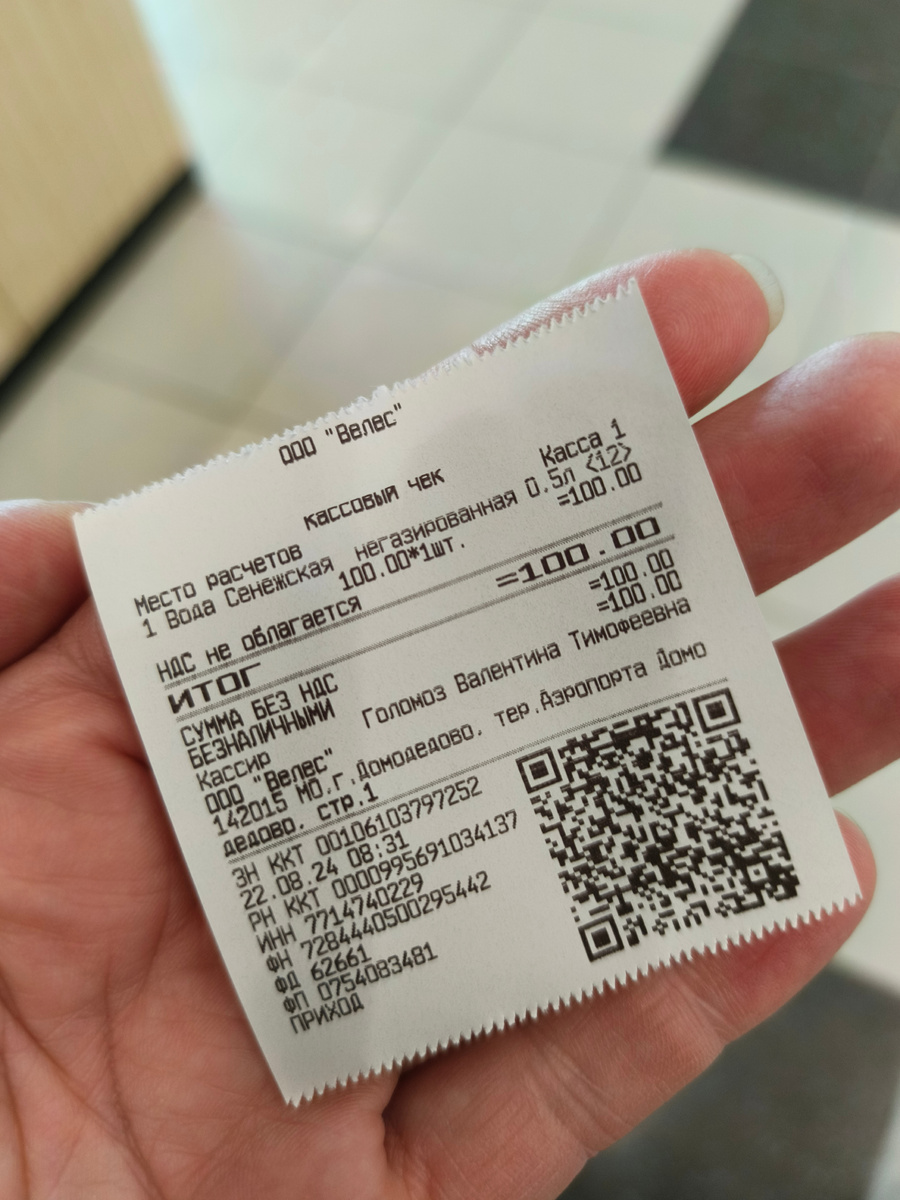 ООО "Велес"
кассовый чек
Место расчетов Касса 1
1 Вода Сенёжская негазированная 0.5л <12>
100.00*1шт. =100.00
НДС не облагается
ИТОГ =100.00
СУММА БЕЗ НДС =100.00
БЕЗНАЛИЧНЫМИ =100.00
Кассир Голомоз Валентина Тимофеевна
ООО "Велес"
142015 МО,г.Домодедово, тер.Аэропорта Домо
дедово, стр.1
ЗН ККТ 00106103797252
22.08.24 08:31
РН ККТ 0000995691034137
ИНН 7714740229
ФН 7284440500295442
ФД 62661
ФП 0754083481
ПРИХОД